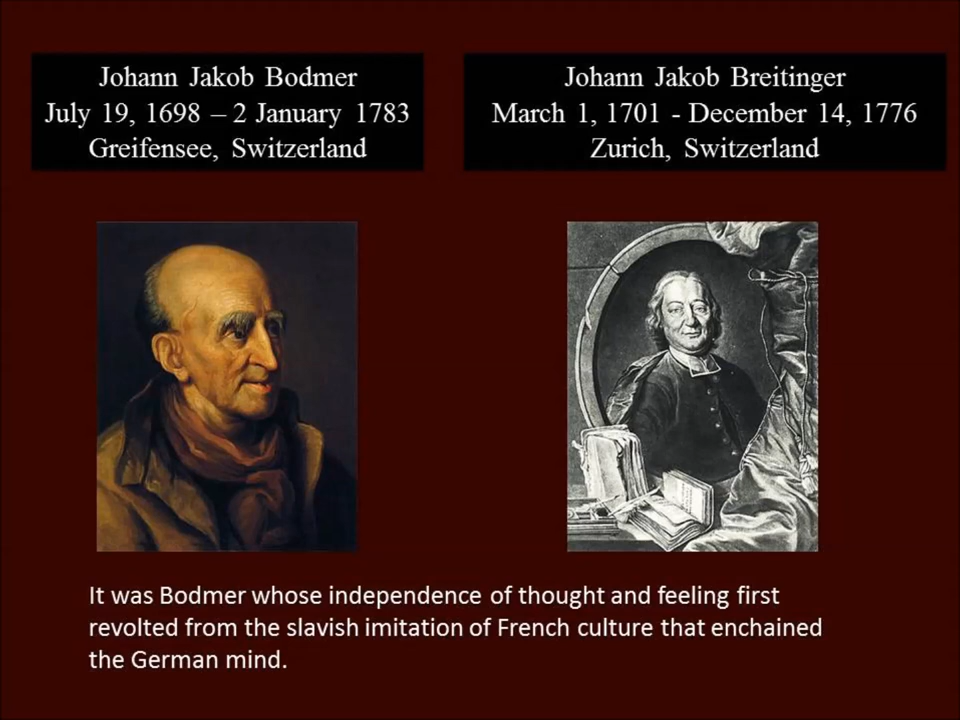 Johann Jakob Bodmer
July 19, 1698 – 2 January 1783
Greifensee, Switzerland
Johann Jakob Breitinger
March 1, 1701 - December 14, 1776
Zurich, Switzerland
It was Bodmer whose independence of thought and feeling first
revolted from the slavish imitation of French culture that enchained
the German mind.